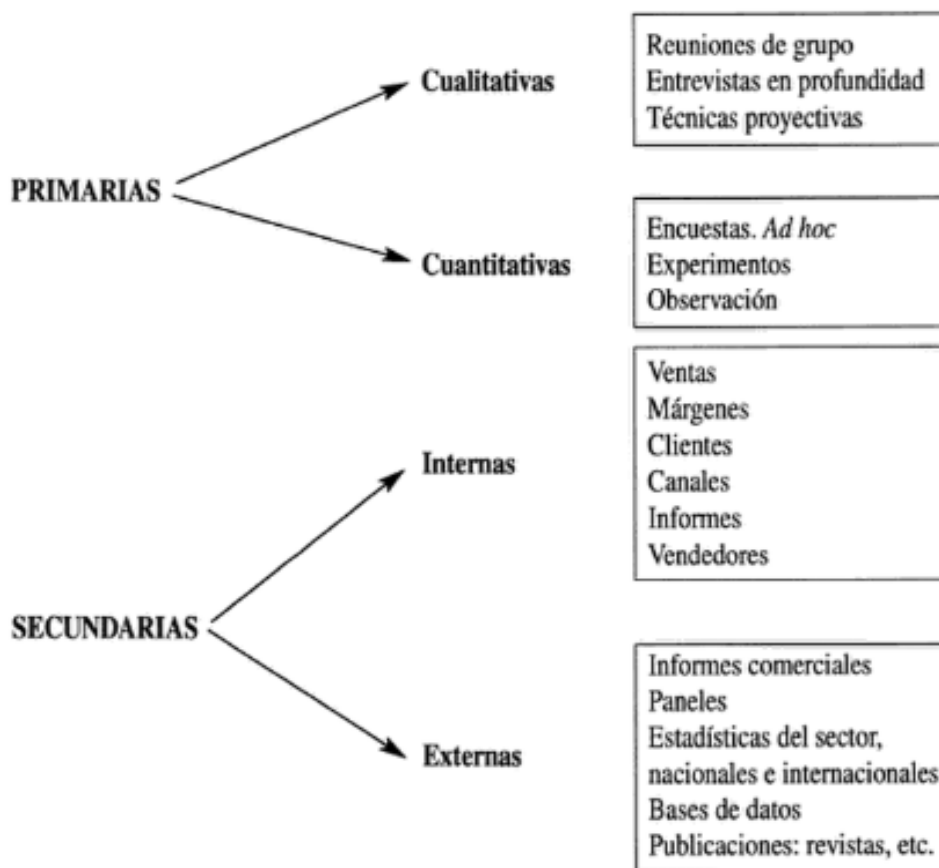 Cualitativas
Reuniones de grupo
Entrevistas en profundidad
Técnicas proyectivas
PRIMARIAS
Cuantitativas
Encuestas. Ad hoc
Experimentos
Observación
Internas
Ventas
Márgenes
Clientes
Canales
Informes
Vendedores
SECUNDARIAS
Externas
Informes comerciales
Paneles
Estadísticas del sector,
nacionales e internacionales
Bases de datos
Publicaciones: revistas, etc.